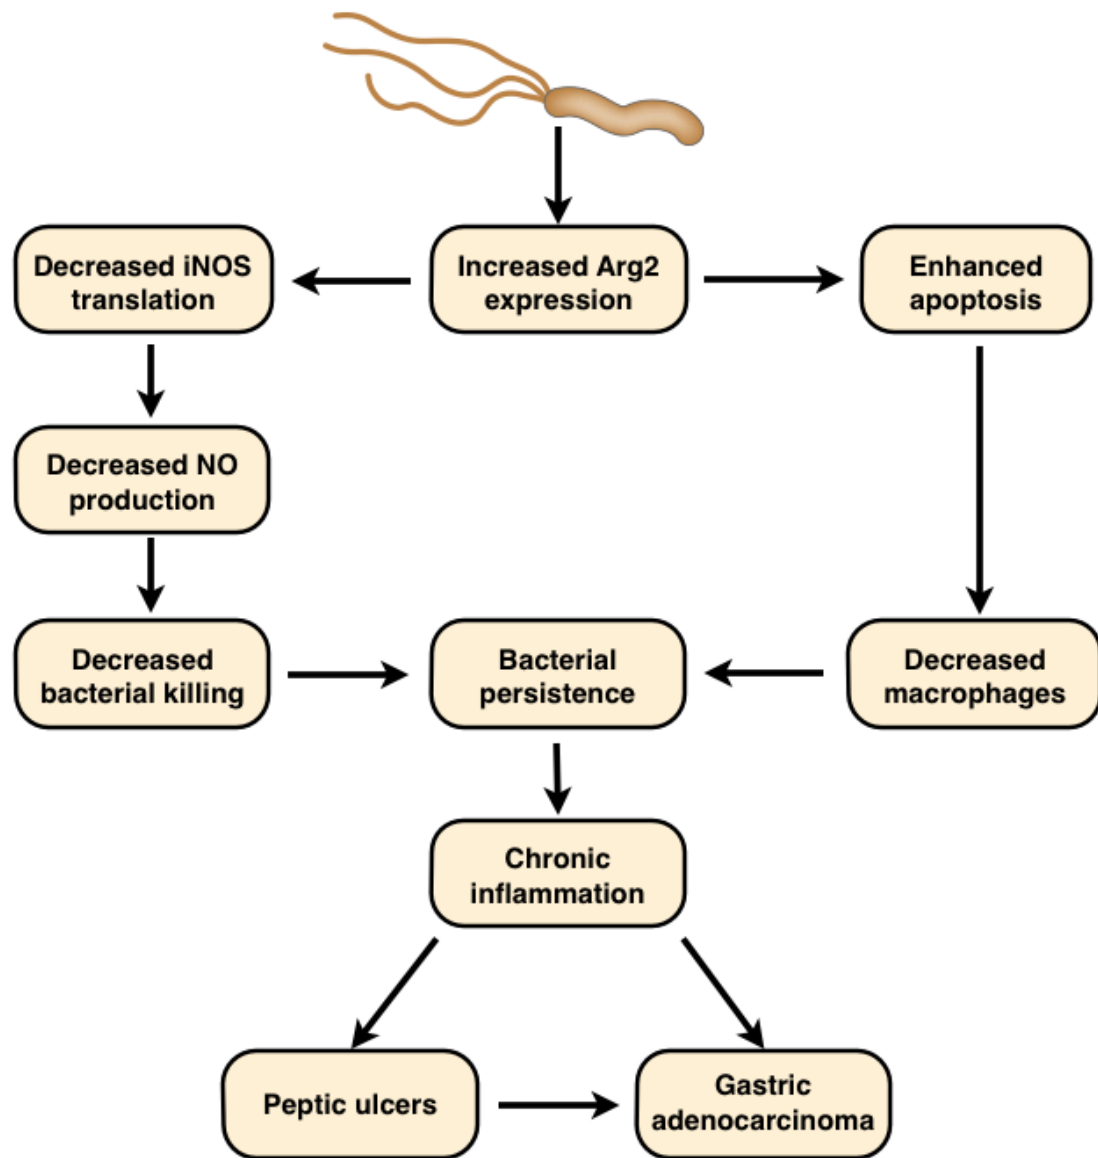 Decreased iNOS
translation
Increased Arg2
expression
Enhanced
apoptosis
Decreased NO
production
Decreased
bacterial killing
Bacterial
persistence
Decreased
macrophages
Chronic
inflammation
Peptic ulcers
Gastric
adenocarcinoma